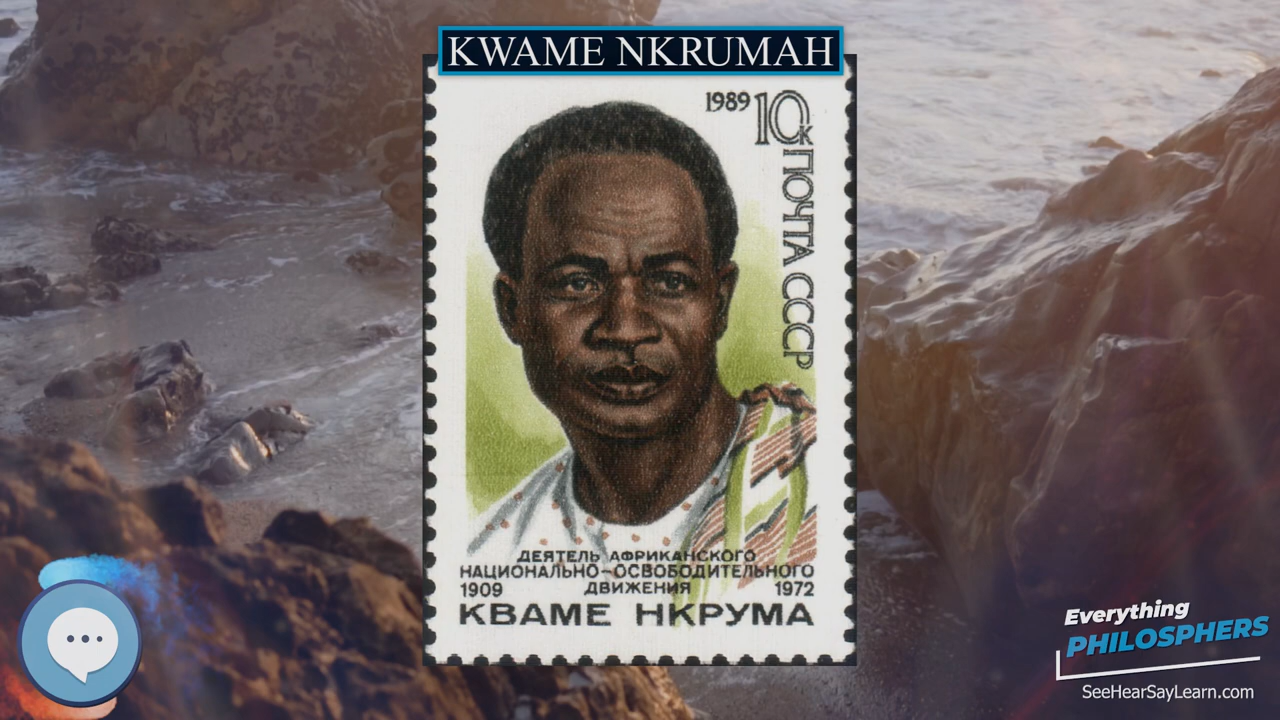 KWAME NKRUMAH
1989 10к
ПОЧТА СССР
ДЕЯТЕЛЬ АФРИКАНСКОГО
НАЦИОНАЛЬНО-ОСВОБОДИТЕЛЬНОГО
1909 ДВИЖЕНИЯ 1972
КВАМЕ НКРУМА
Everything
PHILOSPHERS
SeeHearSayLearn.com